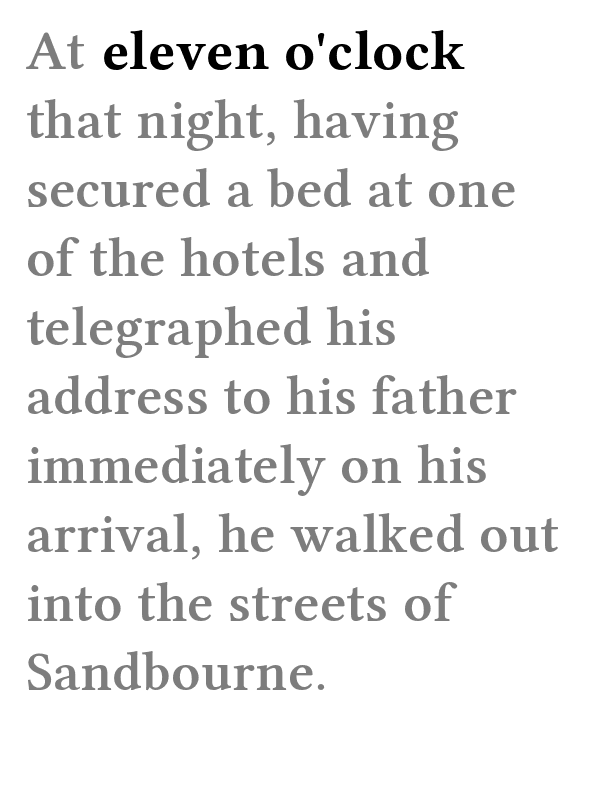 At eleven o'clock
that night, having
secured a bed at one
of the hotels and
telegraphed his
address to his father
immediately on his
arrival, he walked out
into the streets of
Sandbourne.